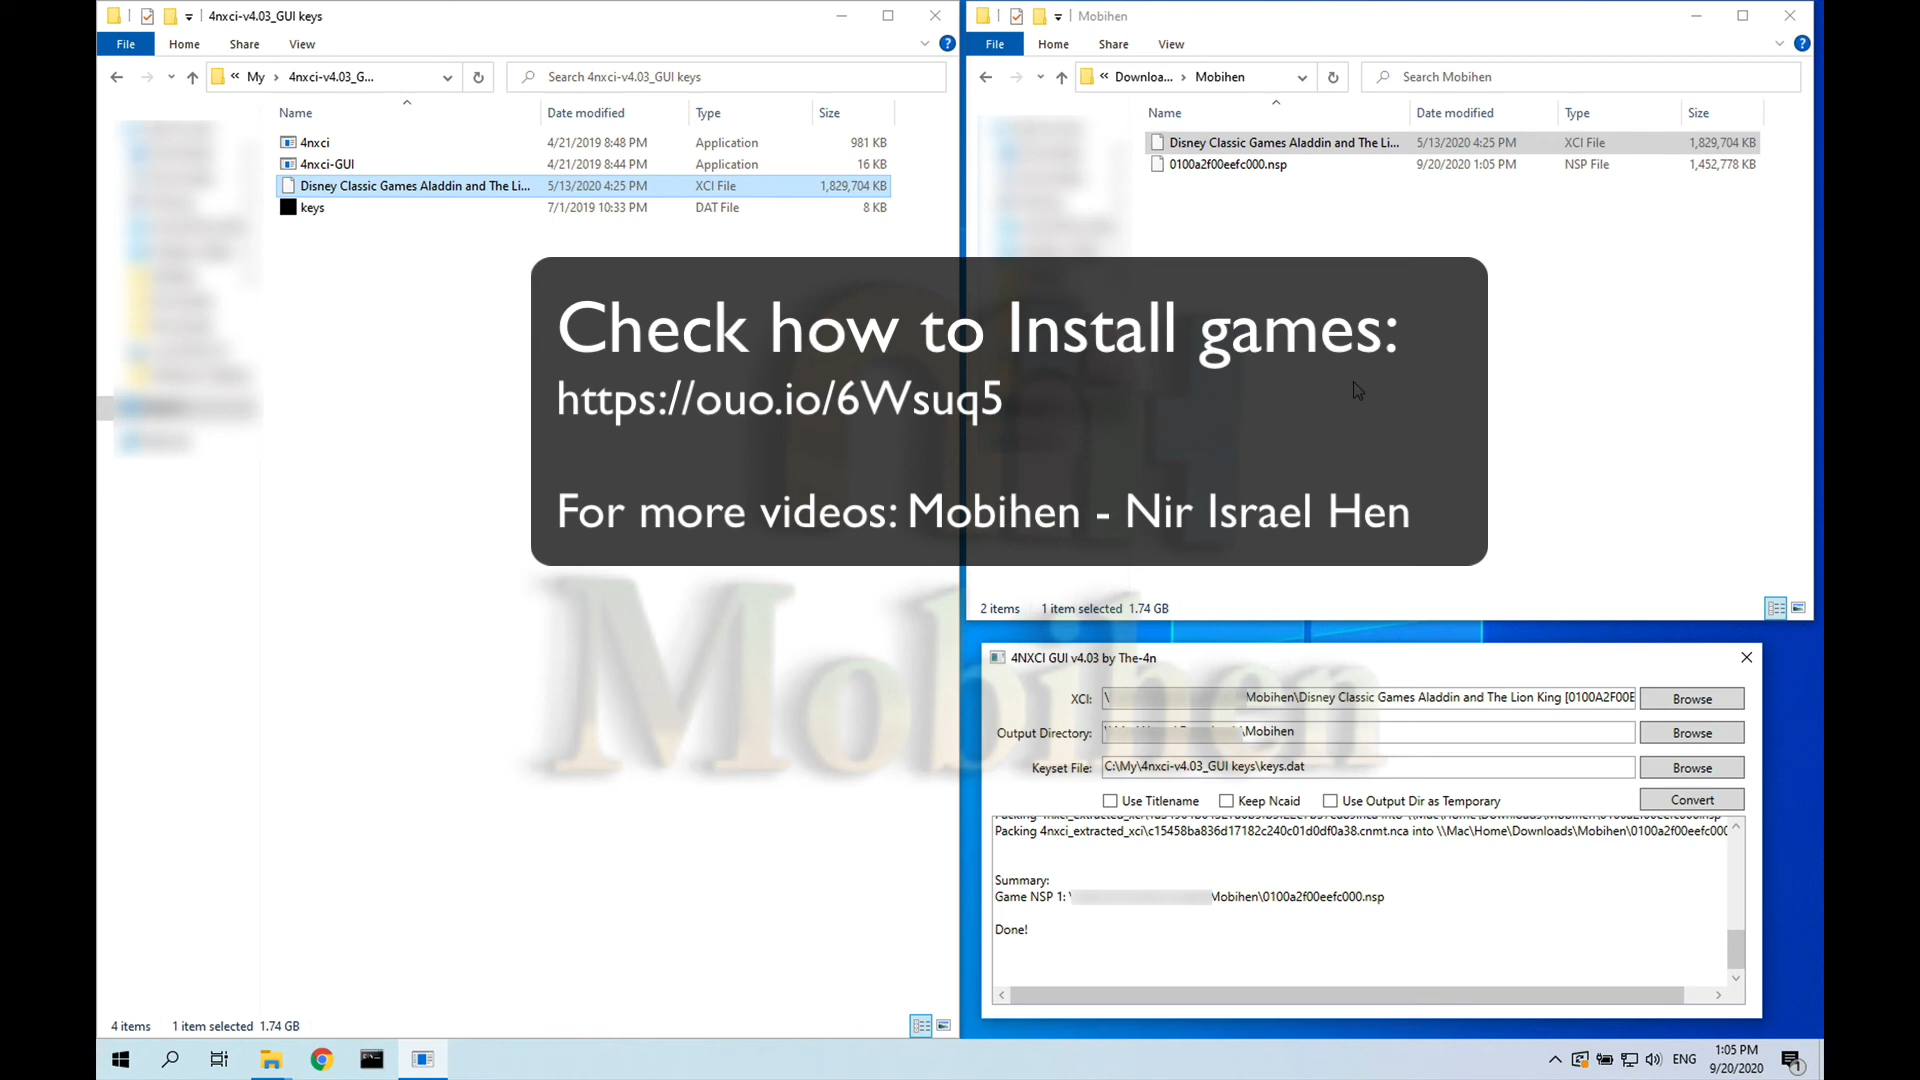 4nxci-v4.03_GUI keys
File Home Share View
« My › 4nxci-v4.03_G...
Search 4nxci-v4.03_GUI keys
Name Date modified Type Size
4nxci 4/21/2019 8:48 PM Application 981 KB
4nxci-GUI 4/21/2019 8:44 PM Application 16 KB
Disney Classic Games Aladdin and The Li... 5/13/2020 4:25 PM XCI File 1,829,704 KB
keys 7/1/2019 10:33 PM DAT File 8 KB
4 items 1 item selected 1.74 GB
Mobihen
File Home Share View
« Downloa... › Mobihen
Search Mobihen
Name Date modified Type Size
Disney Classic Games Aladdin and The Li... 5/13/2020 4:25 PM XCI File 1,829,704 KB
0100a2f00eefc000.nsp 9/20/2020 1:05 PM NSP File 1,452,778 KB
2 items 1 item selected 1.74 GB
Check how to Install games:
https://ouo.io/6Wsuq5
For more videos: Mobihen - Nir Israel Hen
Mobihen
4NXCI GUI v4.03 by The-4n
XCI: \ Mobihen\Disney Classic Games Aladdin and The Lion King [0100A2F00E Browse
Output Directory: \Mobihen Browse
Keyset File: C:\My\4nxci-v4.03_GUI keys\keys.dat Browse
Use Titlename Keep Ncaid Use Output Dir as Temporary Convert
Packing 4nxci_extracted_xci\c15458ba836d17182c240c01d0df0a38.cnmt.nca into \\Mac\Home\Downloads\Mobihen\0100a2f00eefc000
Summary:
Game NSP 1: \ Mobihen\0100a2f00eefc000.nsp
Done!
ENG
1:05 PM
9/20/2020
1